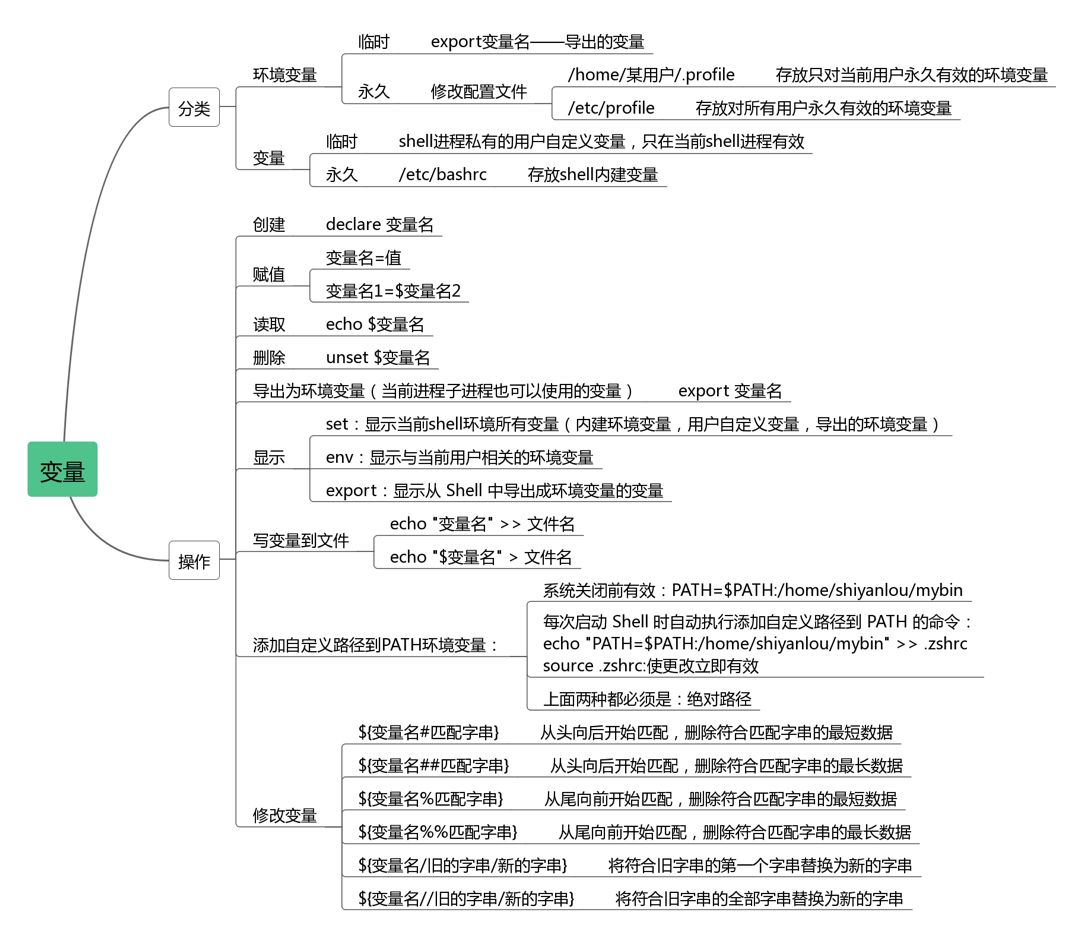 变量
分类
环境变量
临时 export变量名——导出的变量
永久 修改配置文件
/home/某用户/.profile 存放只对当前用户永久有效的环境变量
/etc/profile 存放对所有用户永久有效的环境变量
变量
临时 shell进程私有的用户自定义变量，只在当前shell进程有效
永久 /etc/bashrc 存放shell内建变量
操作
创建 declare 变量名
赋值
变量名=值
变量名1=$变量名2
读取 echo $变量名
删除 unset $变量名
导出为环境变量（当前进程子进程也可以使用的变量） export 变量名
显示
set：显示当前shell环境所有变量（内建环境变量，用户自定义变量，导出的环境变量）
env：显示与当前用户相关的环境变量
export：显示从 Shell 中导出成环境变量的变量
写变量到文件
echo "变量名" >> 文件名
echo "$变量名" > 文件名
添加自定义路径到PATH环境变量：
系统关闭前有效：PATH=$PATH:/home/shiyanlou/mybin
每次启动 Shell 时自动执行添加自定义路径到 PATH 的命令：
echo "PATH=$PATH:/home/shiyanlou/mybin" >> .zshrc
source .zshrc:使更改立即有效
上面两种都必须是：绝对路径
修改变量
${变量名#匹配字串} 从头向后开始匹配，删除符合匹配字串的最短数据
${变量名##匹配字串} 从头向后开始匹配，删除符合匹配字串的最长数据
${变量名%匹配字串} 从尾向前开始匹配，删除符合匹配字串的最短数据
${变量名%%匹配字串} 从尾向前开始匹配，删除符合匹配字串的最长数据
${变量名/旧的字串/新的字串} 将符合旧字串的第一个字串替换为新的字串
${变量名//旧的字串/新的字串} 将符合旧字串的全部字串替换为新的字串